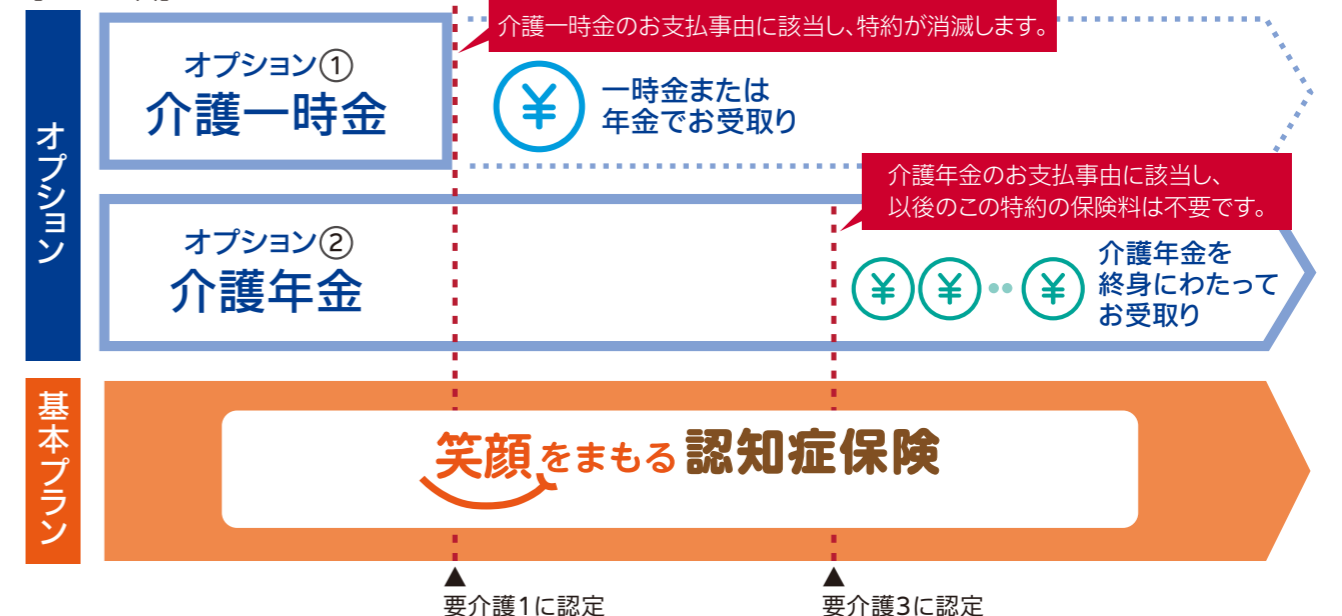 オプション
オプション①
介護一時金
介護一時金のお支払事由に該当し、特約が消滅します。
¥
一時金または
年金でお受取り
オプション②
介護年金
介護年金のお支払事由に該当し、
以後のこの特約の保険料は不要です。
¥ ¥ ¥
介護年金を
終身にわたって
お受取り
基本プラン
笑顔をまもる認知症保険
▲ ▲
要介護1に認定 要介護3に認定